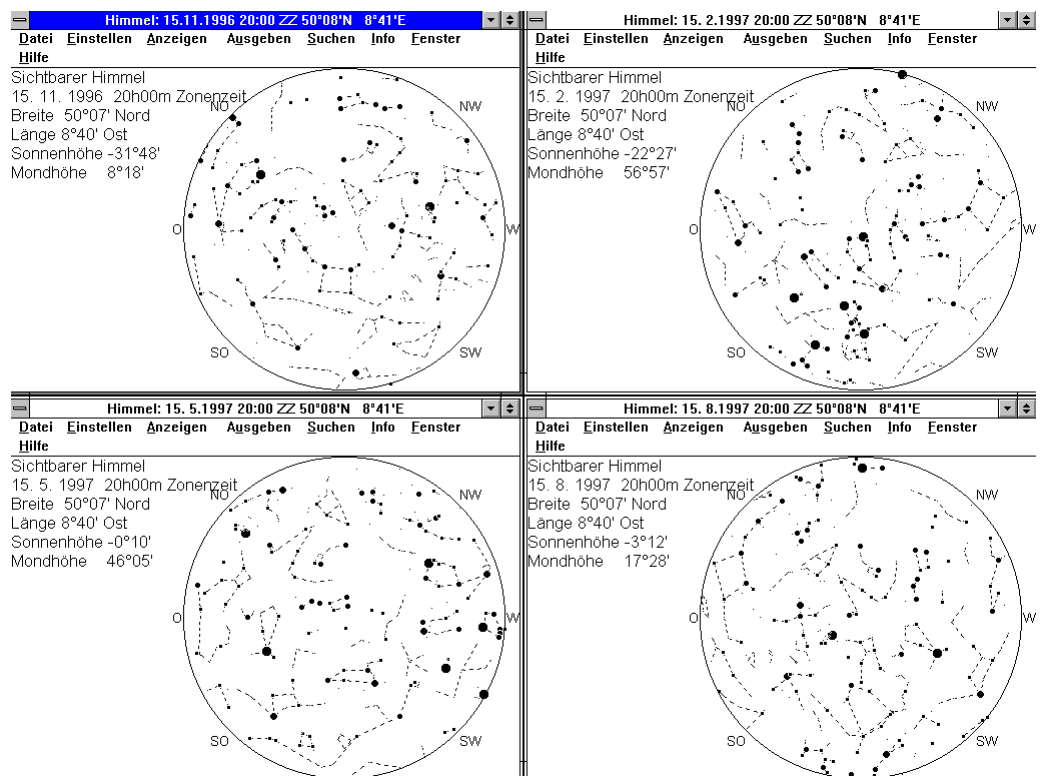 Himmel: 15.11.1996 20:00 ZZ 50°08'N 8°41'E
Datei Einstellen Anzeigen Ausgeben Suchen Info Fenster
Hilfe
Sichtbarer Himmel
15. 11. 1996 20h00m Zonenzeit
Breite 50°07' Nord
Länge 8°40' Ost
Sonnenhöhe -31°48'
Mondhöhe 8°18'
NO
NW
O
W
SO
SW
Himmel: 15. 2.1997 20:00 ZZ 50°08'N 8°41'E
Datei Einstellen Anzeigen Ausgeben Suchen Info Fenster
Hilfe
Sichtbarer Himmel
15. 2. 1997 20h00m Zonenzeit
Breite 50°07' Nord
Länge 8°40' Ost
Sonnenhöhe -22°27'
Mondhöhe 56°57'
NO
NW
O
W
SO
SW
Himmel: 15. 5.1997 20:00 ZZ 50°08'N 8°41'E
Datei Einstellen Anzeigen Ausgeben Suchen Info Fenster
Hilfe
Sichtbarer Himmel
15. 5. 1997 20h00m Zonenzeit
Breite 50°07' Nord
Länge 8°40' Ost
Sonnenhöhe -0°10'
Mondhöhe 46°05'
NO
NW
O
W
SO
SW
Himmel: 15. 8.1997 20:00 ZZ 50°08'N 8°41'E
Datei Einstellen Anzeigen Ausgeben Suchen Info Fenster
Hilfe
Sichtbarer Himmel
15. 8. 1997 20h00m Zonenzeit
Breite 50°07' Nord
Länge 8°40' Ost
Sonnenhöhe -3°12'
Mondhöhe 17°28'
NO
NW
O
W
SO
SW